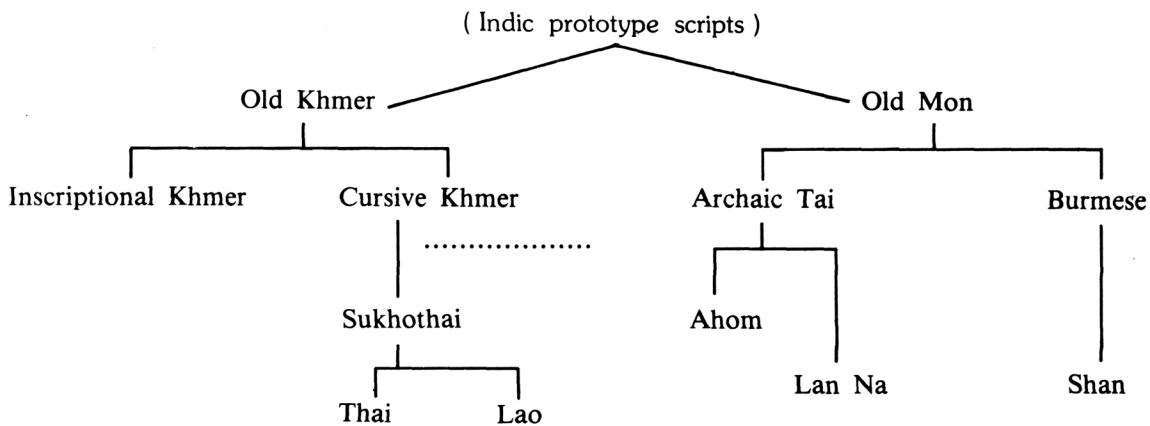 ( Indic prototype scripts )
Old Khmer Old Mon
Inscriptional Khmer Cursive Khmer Archaic Tai Burmese
Sukhothai Ahom
Lan Na Shan
Thai Lao